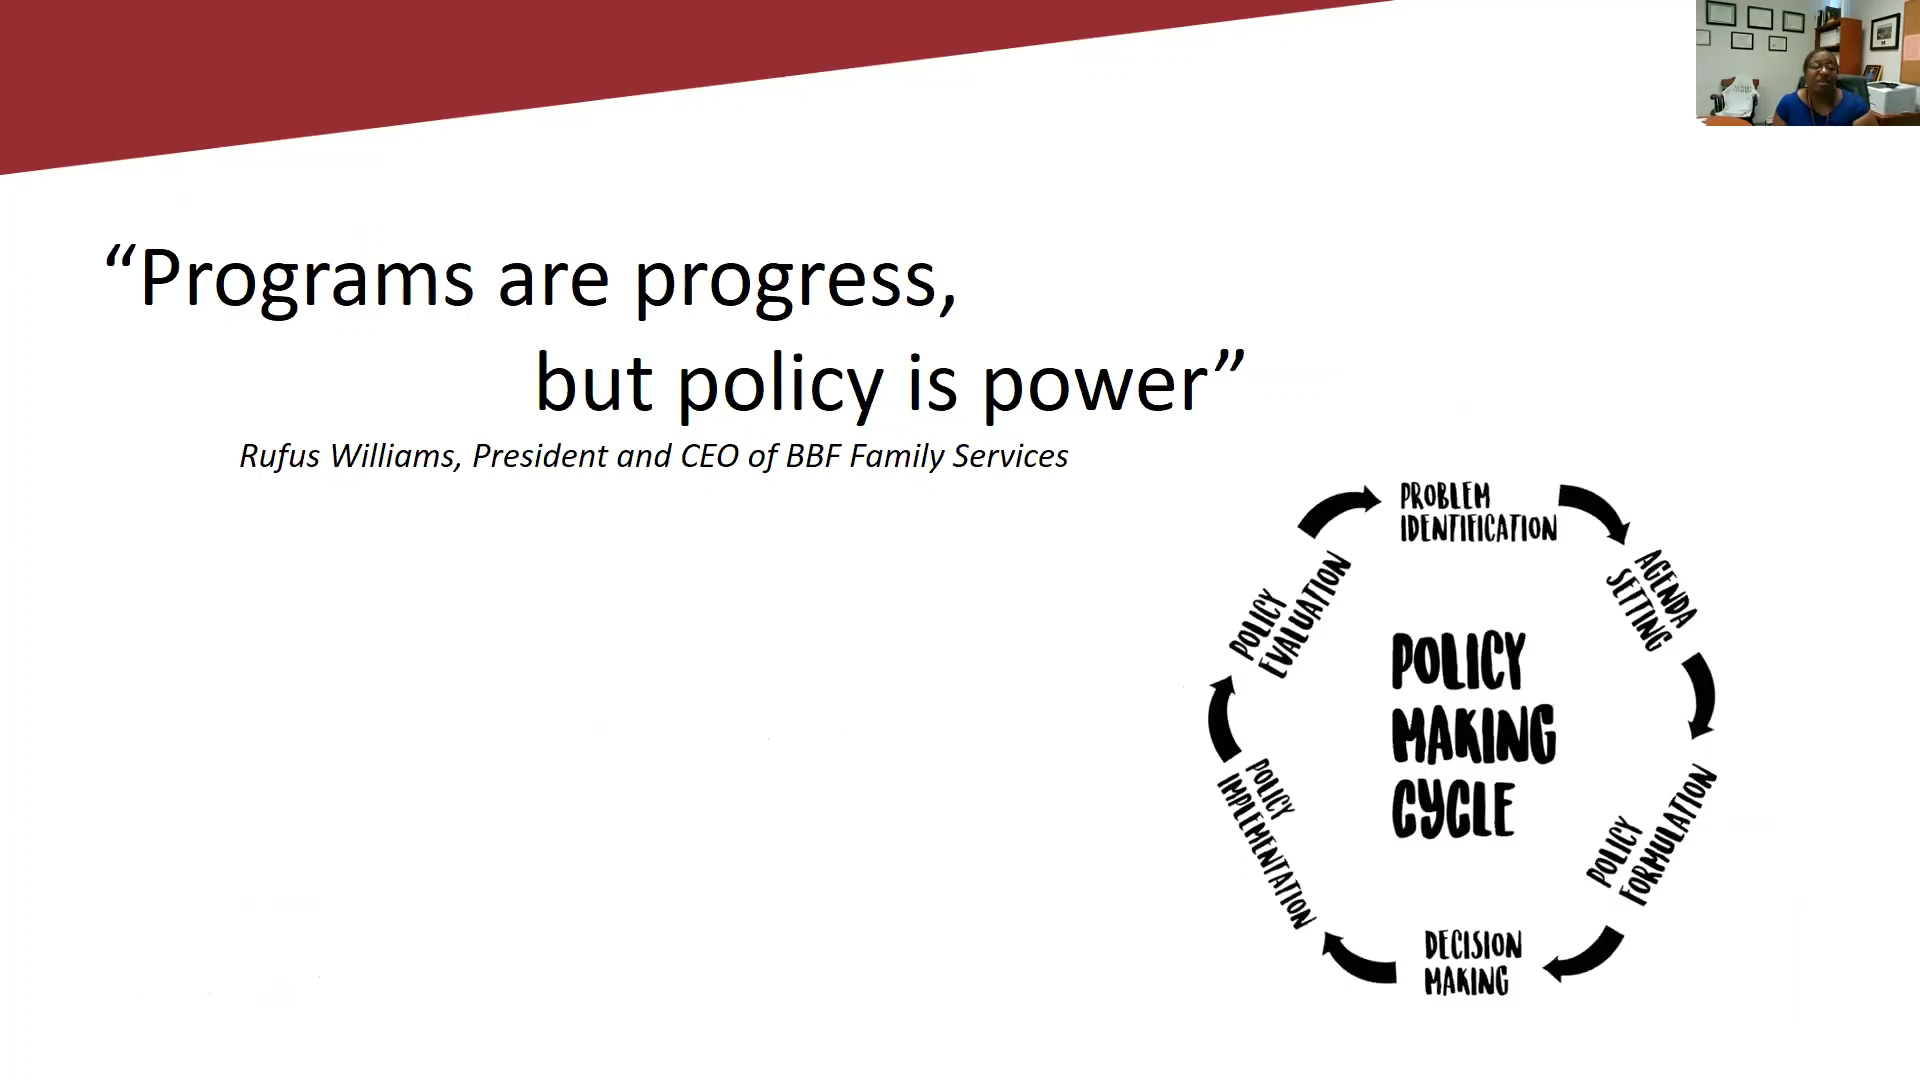 “Programs are progress,
but policy is power”
Rufus Williams, President and CEO of BBF Family Services
PROBLEM
IDENTIFICATION
AGENDA
SETTING
POLICY
FORMULATION
DECISION
MAKING
POLICY
IMPLEMENTATION
POLICY
EVALUATION
POLICY
MAKING
CYCLE